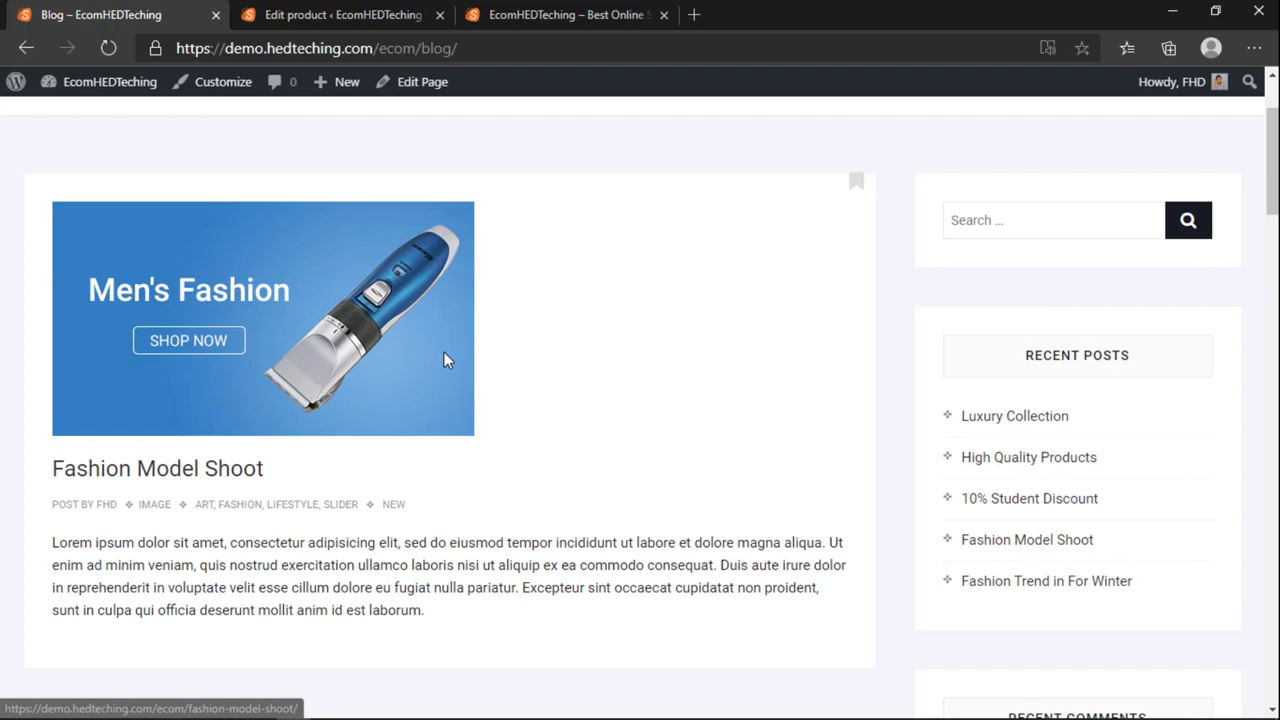 Blog – EcomHEDTeching
Edit product ‹ EcomHEDTeching
EcomHEDTeching – Best Online S
https://demo.hedteching.com/ecom/blog/
EcomHEDTeching Customize 0 New Edit Page Howdy, FHD
Men's Fashion
SHOP NOW
Fashion Model Shoot
POST BY FHD IMAGE ART, FASHION, LIFESTYLE, SLIDER NEW
Lorem ipsum dolor sit amet, consectetur adipisicing elit, sed do eiusmod tempor incididunt ut labore et dolore magna aliqua. Ut
enim ad minim veniam, quis nostrud exercitation ullamco laboris nisi ut aliquip ex ea commodo consequat. Duis aute irure dolor
in reprehenderit in voluptate velit esse cillum dolore eu fugiat nulla pariatur. Excepteur sint occaecat cupidatat non proident,
sunt in culpa qui officia deserunt mollit anim id est laborum.
Search …
RECENT POSTS
Luxury Collection
High Quality Products
10% Student Discount
Fashion Model Shoot
Fashion Trend in For Winter
RECENT COMMENTS
https://demo.hedteching.com/ecom/fashion-model-shoot/